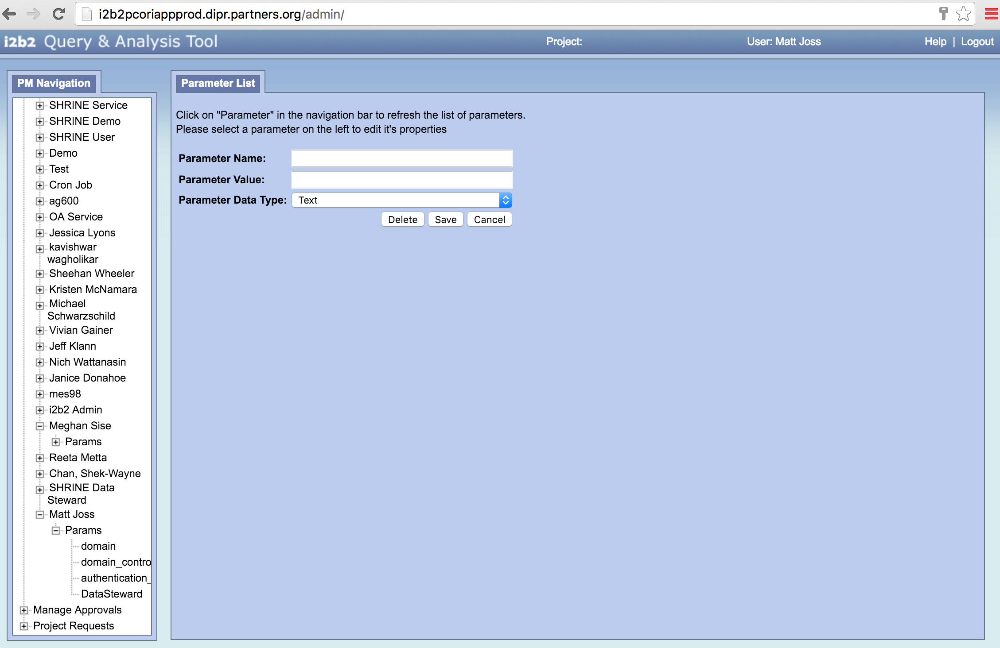 i2b2pcoriappprod.dipr.partners.org/admin/
i2b2 Query & Analysis Tool
Project:
User: Matt Joss
Help | Logout
PM Navigation
SHRINE Service
SHRINE Demo
SHRINE User
Demo
Test
Cron Job
ag600
OA Service
Jessica Lyons
kavishwar
wagholikar
Sheehan Wheeler
Kristen McNamara
Michael
Schwarzschild
Vivian Gainer
Jeff Klann
Nich Wattanasin
Janice Donahoe
mes98
i2b2 Admin
Meghan Sise
Params
Reeta Metta
Chan, Shek-Wayne
SHRINE Data
Steward
Matt Joss
Params
domain
domain_contro
authentication_
DataSteward
Manage Approvals
Project Requests
Parameter List
Click on "Parameter" in the navigation bar to refresh the list of parameters.
Please select a parameter on the left to edit it's properties
Parameter Name:
Parameter Value:
Parameter Data Type: Text
Delete Save Cancel